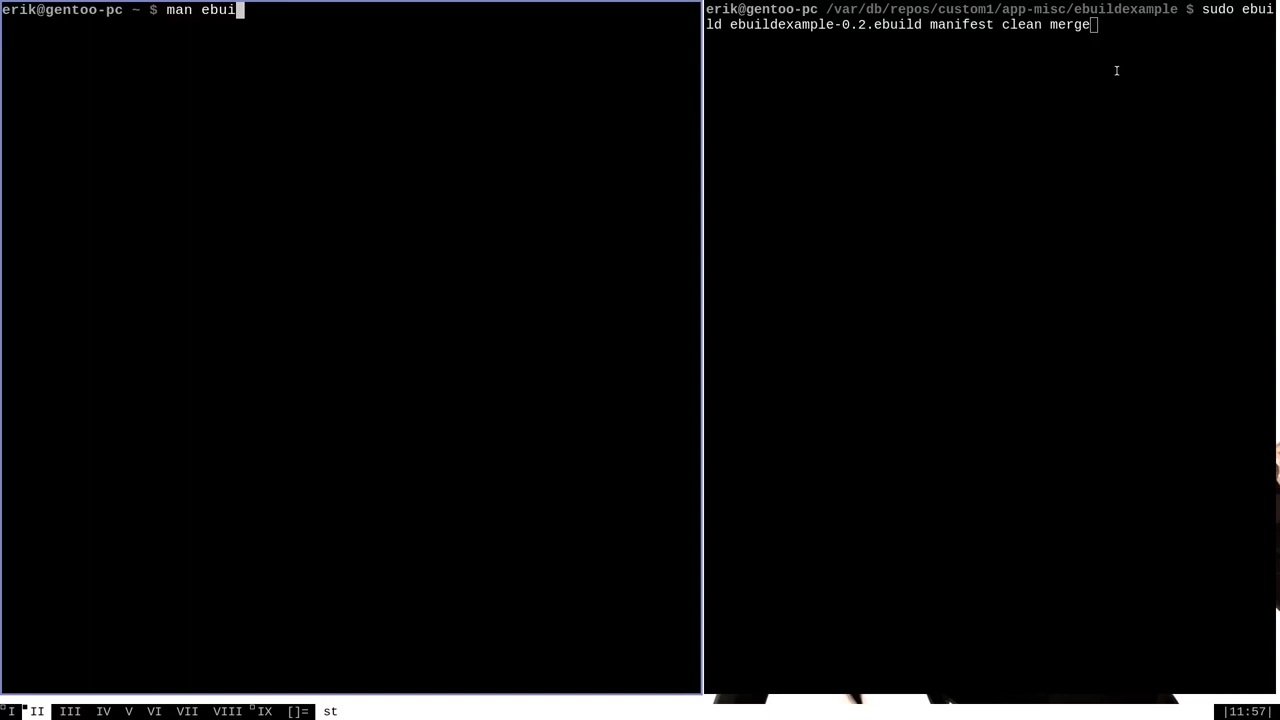 erik@gentoo-pc ~ $ man ebui
erik@gentoo-pc /var/db/repos/custom1/app-misc/ebuildexample $ sudo ebui
ld ebuildexample-0.2.ebuild manifest clean merge
I II III IV V VI VII VIII IX []= st |11:57|